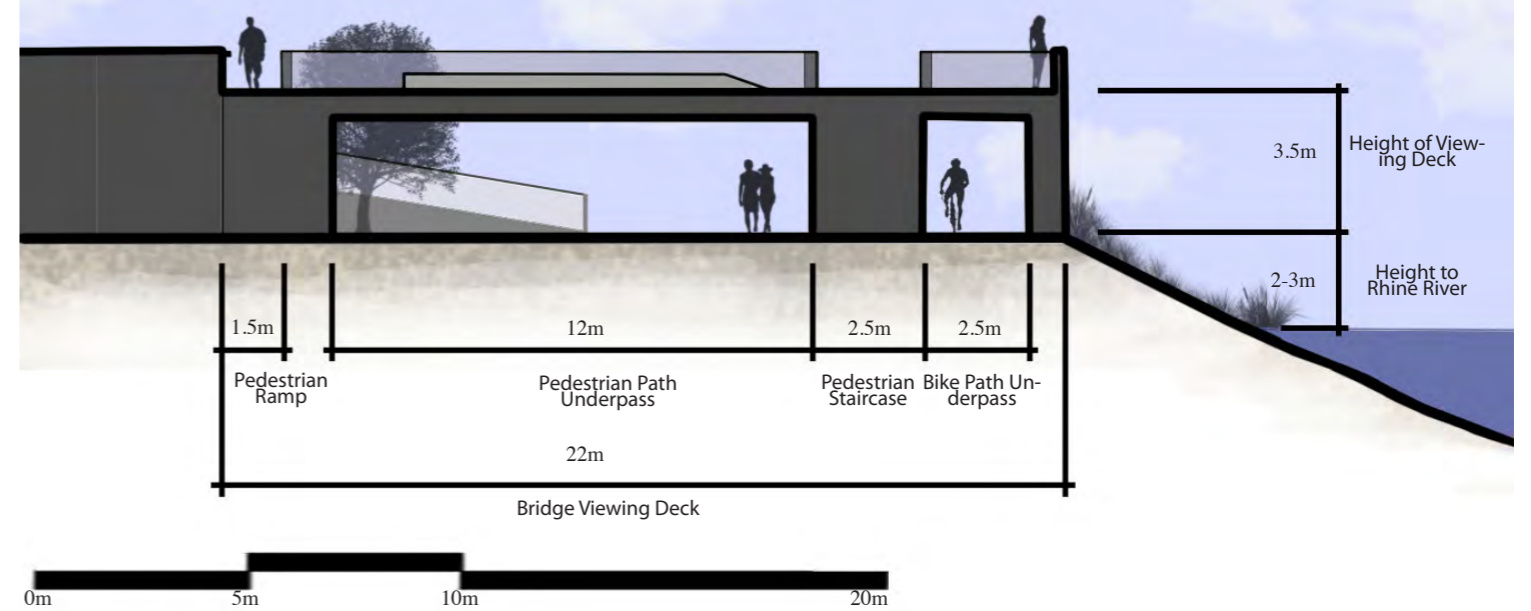 3.5m
Height of View-
ing Deck
2-3m
Height to
Rhine River
1.5m
12m
2.5m
2.5m
Pedestrian
Ramp
Pedestrian Path
Underpass
Pedestrian
Staircase
Bike Path Un-
derpass
22m
Bridge Viewing Deck
0m
5m
10m
20m